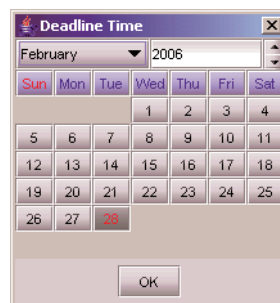 Deadline Time
February 2006
Sun Mon Tue Wed Thu Fri Sat
1 2 3 4
5 6 7 8 9 10 11
12 13 14 15 16 17 18
19 20 21 22 23 24 25
26 27 28
OK